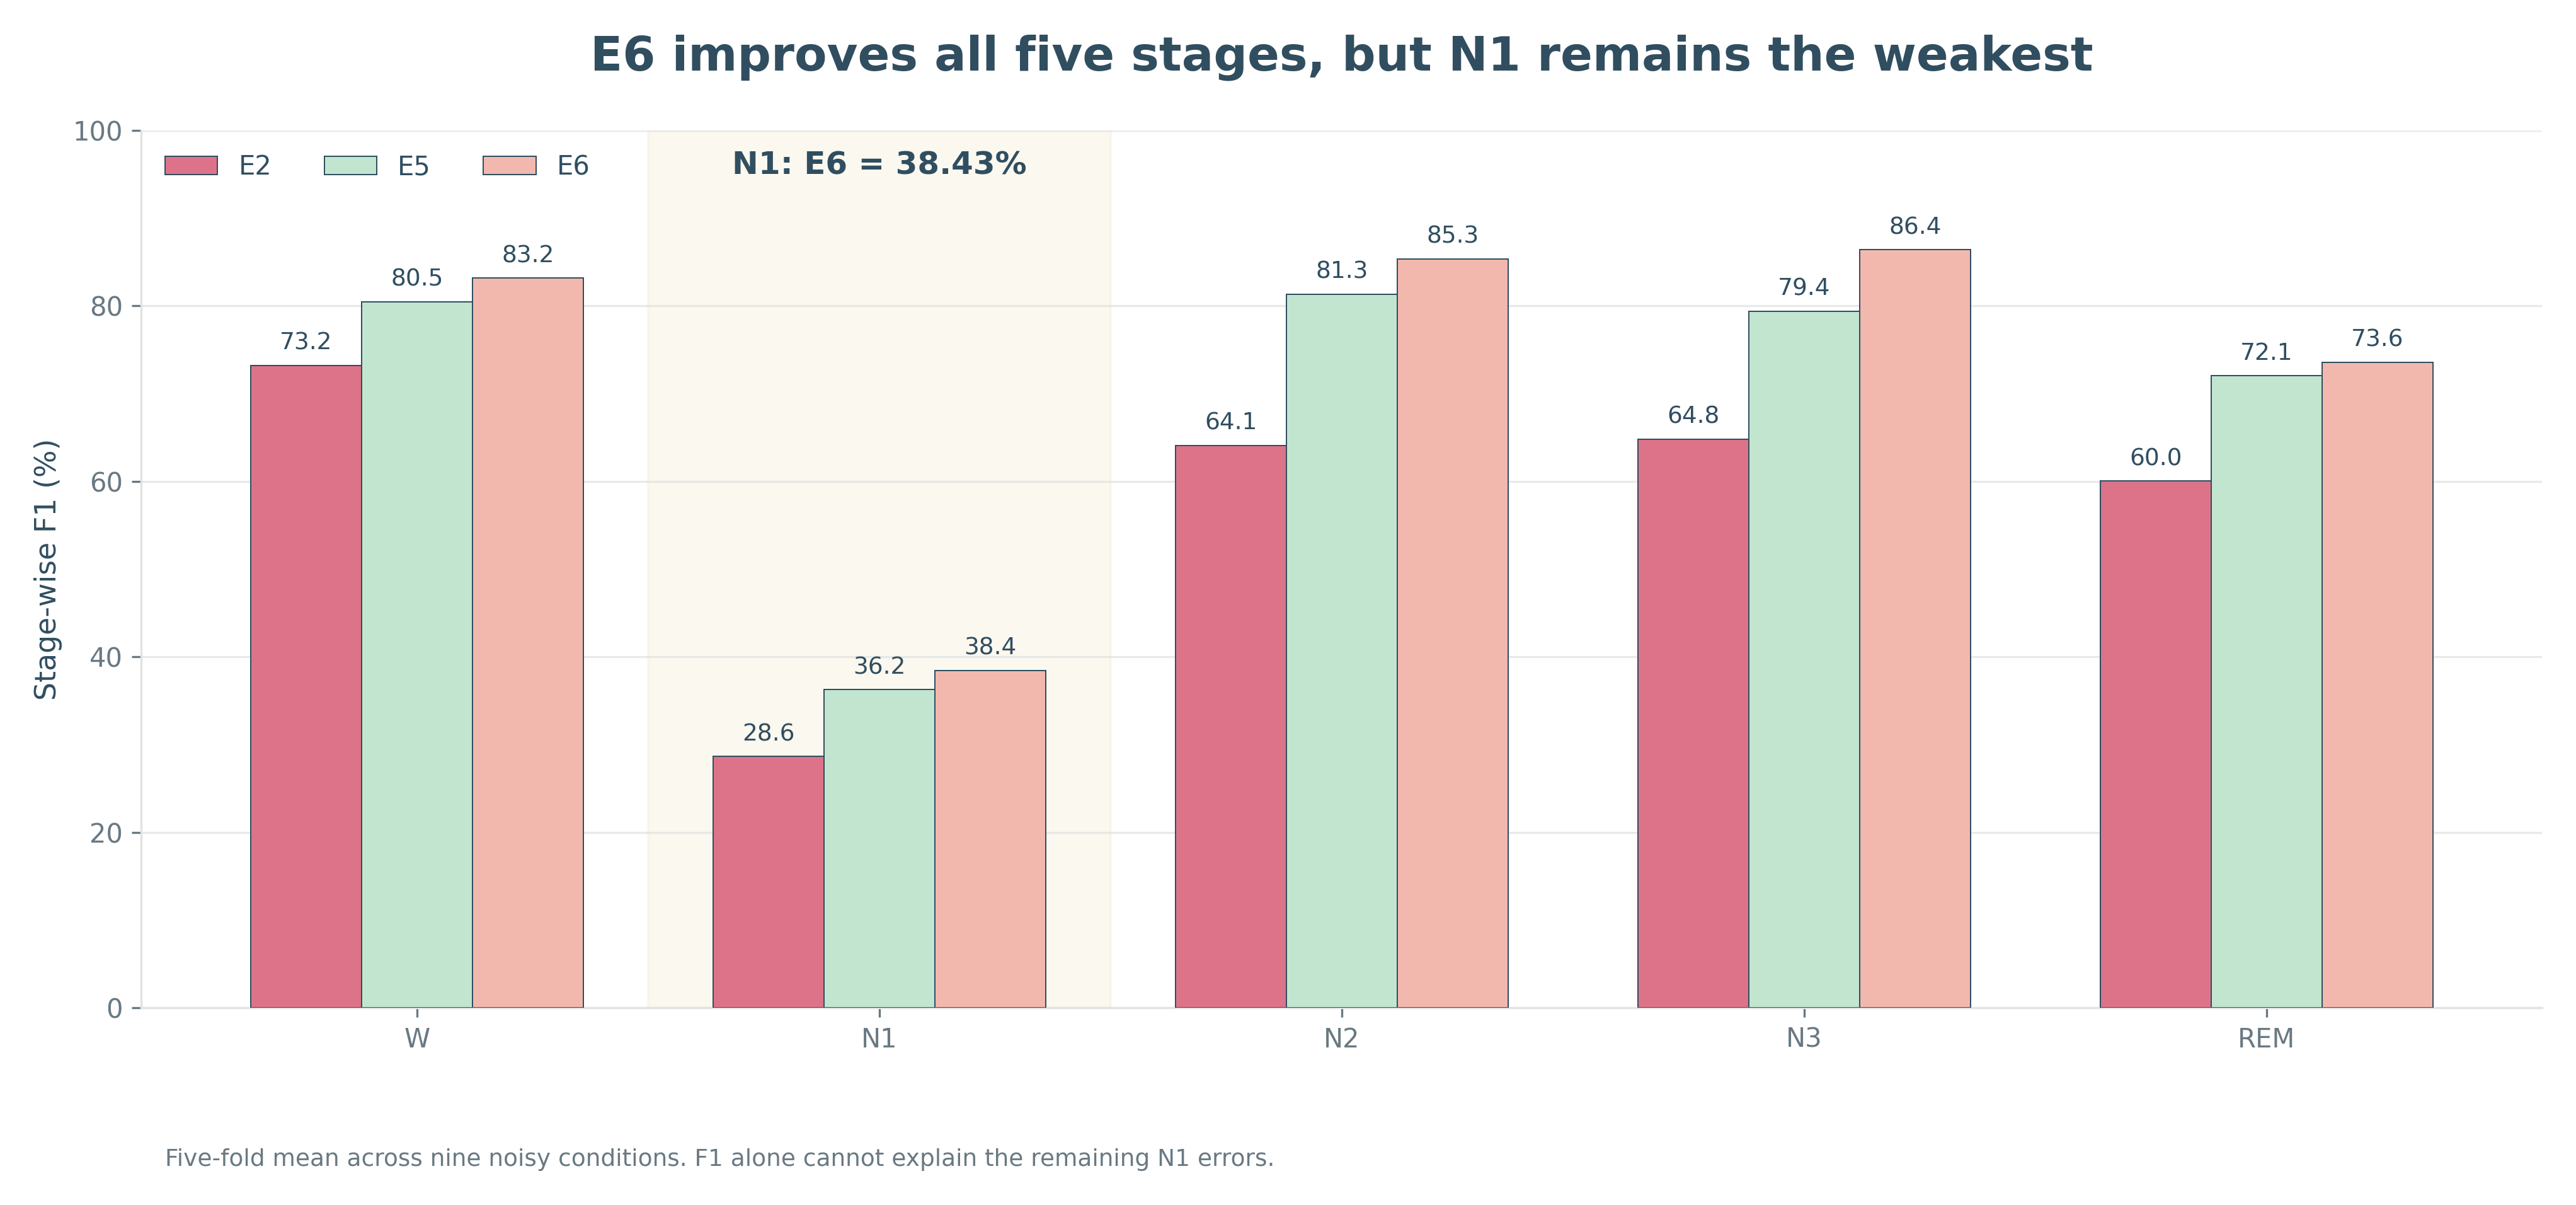 E6 improves all five stages, but N1 remains the weakest
Stage-wise F1 (%)
100
80
60
40
20
0
E2 E5 E6
N1: E6 = 38.43%
73.2 80.5 83.2
28.6 36.2 38.4
64.1 81.3 85.3
64.8 79.4 86.4
60.0 72.1 73.6
W N1 N2 N3 REM
Five-fold mean across nine noisy conditions. F1 alone cannot explain the remaining N1 errors.